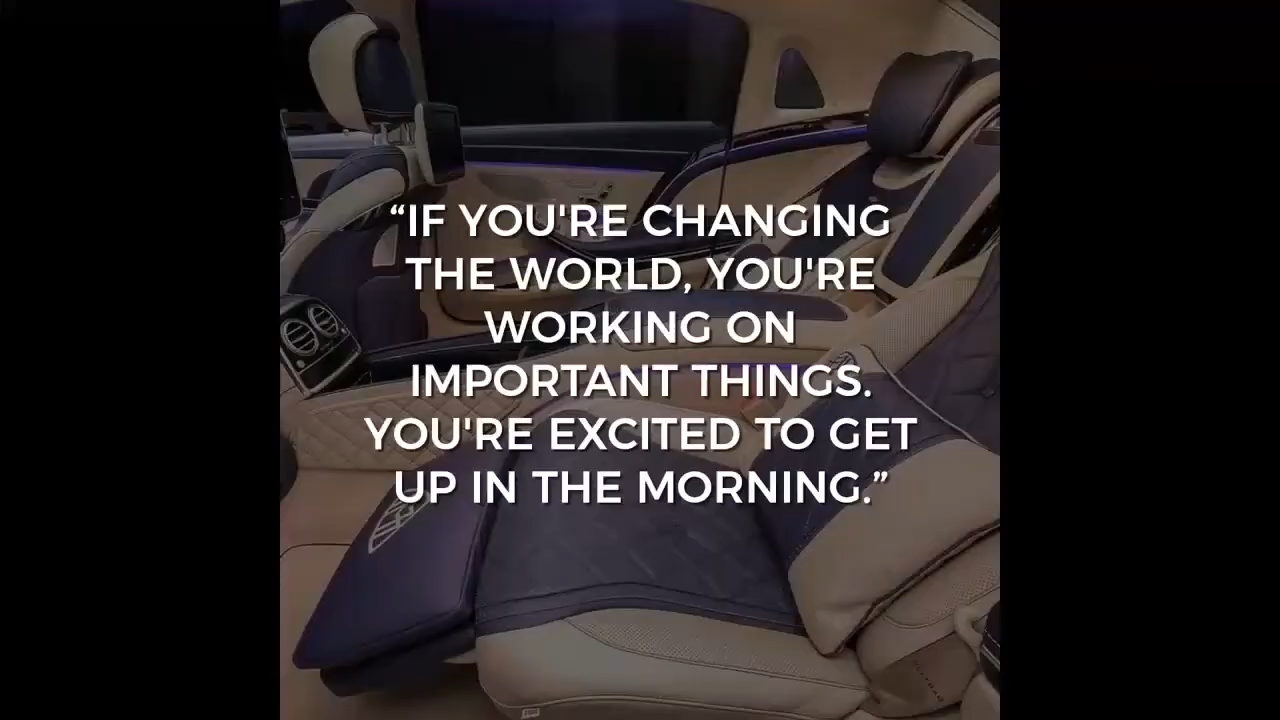 “IF YOU'RE CHANGING
THE WORLD, YOU'RE
WORKING ON
IMPORTANT THINGS.
YOU'RE EXCITED TO GET
UP IN THE MORNING.”